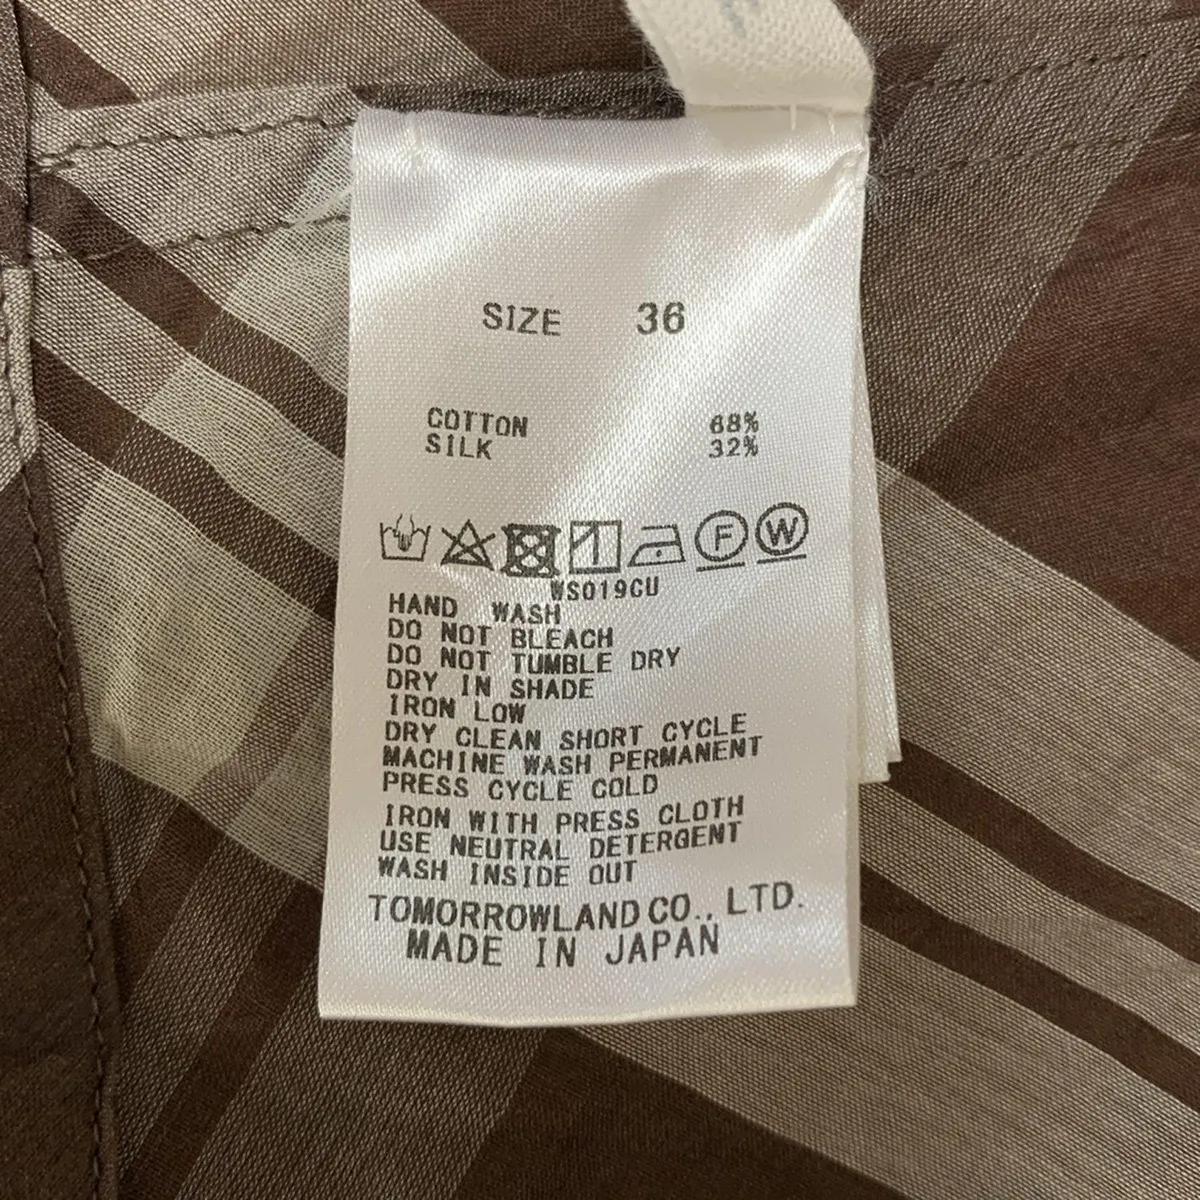 SIZE 36
COTTON 68%
SILK 32%
F W
WS019CU
HAND WASH
DO NOT BLEACH
DO NOT TUMBLE DRY
DRY IN SHADE
IRON LOW
DRY CLEAN SHORT CYCLE
MACHINE WASH PERMANENT
PRESS CYCLE COLD
IRON WITH PRESS CLOTH
USE NEUTRAL DETERGENT
WASH INSIDE OUT
TOMORROWLAND CO., LTD.
MADE IN JAPAN